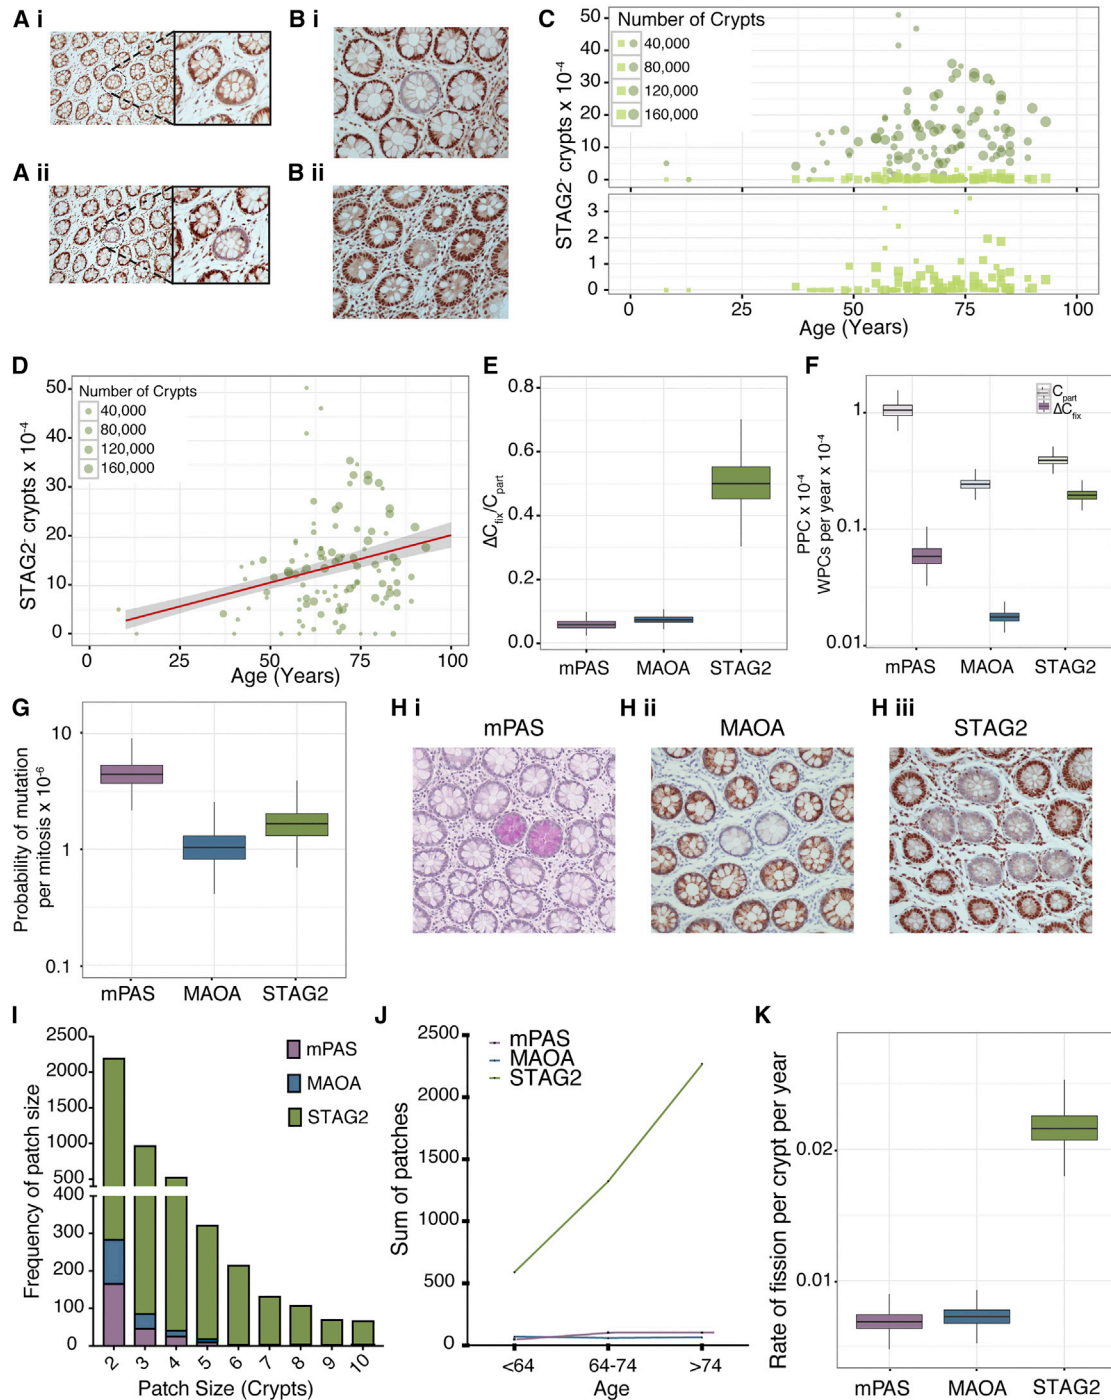 A i
B i
C
Number of Crypts
40,000
80,000
120,000
160,000
STAG2⁻ crypts x 10⁻⁴
50
40
30
20
10
0
3
2
1
0
0
25
50
75
100
Age (Years)
A ii
B ii
D
Number of Crypts
40,000
80,000
120,000
160,000
STAG2⁻ crypts x 10⁻⁴
50
40
30
20
10
0
0
25
50
75
100
Age (Years)
E
ΔC_fix/C_part
0.8
0.6
0.4
0.2
0.0
mPAS
MAOA
STAG2
F
C_part
ΔC_fix
PPC x 10⁻⁴
WPCs per year x 10⁻⁴
1
0.1
0.01
mPAS
MAOA
STAG2
G
Probability of mutation
per mitosis x 10⁻⁶
10
1
0.1
mPAS
MAOA
STAG2
H i
mPAS
H ii
MAOA
H iii
STAG2
I
Frequency of patch size
2500
2000
1500
1000
500
400
300
200
100
0
mPAS
MAOA
STAG2
2
3
4
5
6
7
8
9
10
Patch Size (Crypts)
J
Sum of patches
2500
2000
1500
1000
500
0
mPAS
MAOA
STAG2
<64
64-74
>74
Age
K
Rate of fission per crypt per year
0.02
0.01
mPAS
MAOA
STAG2